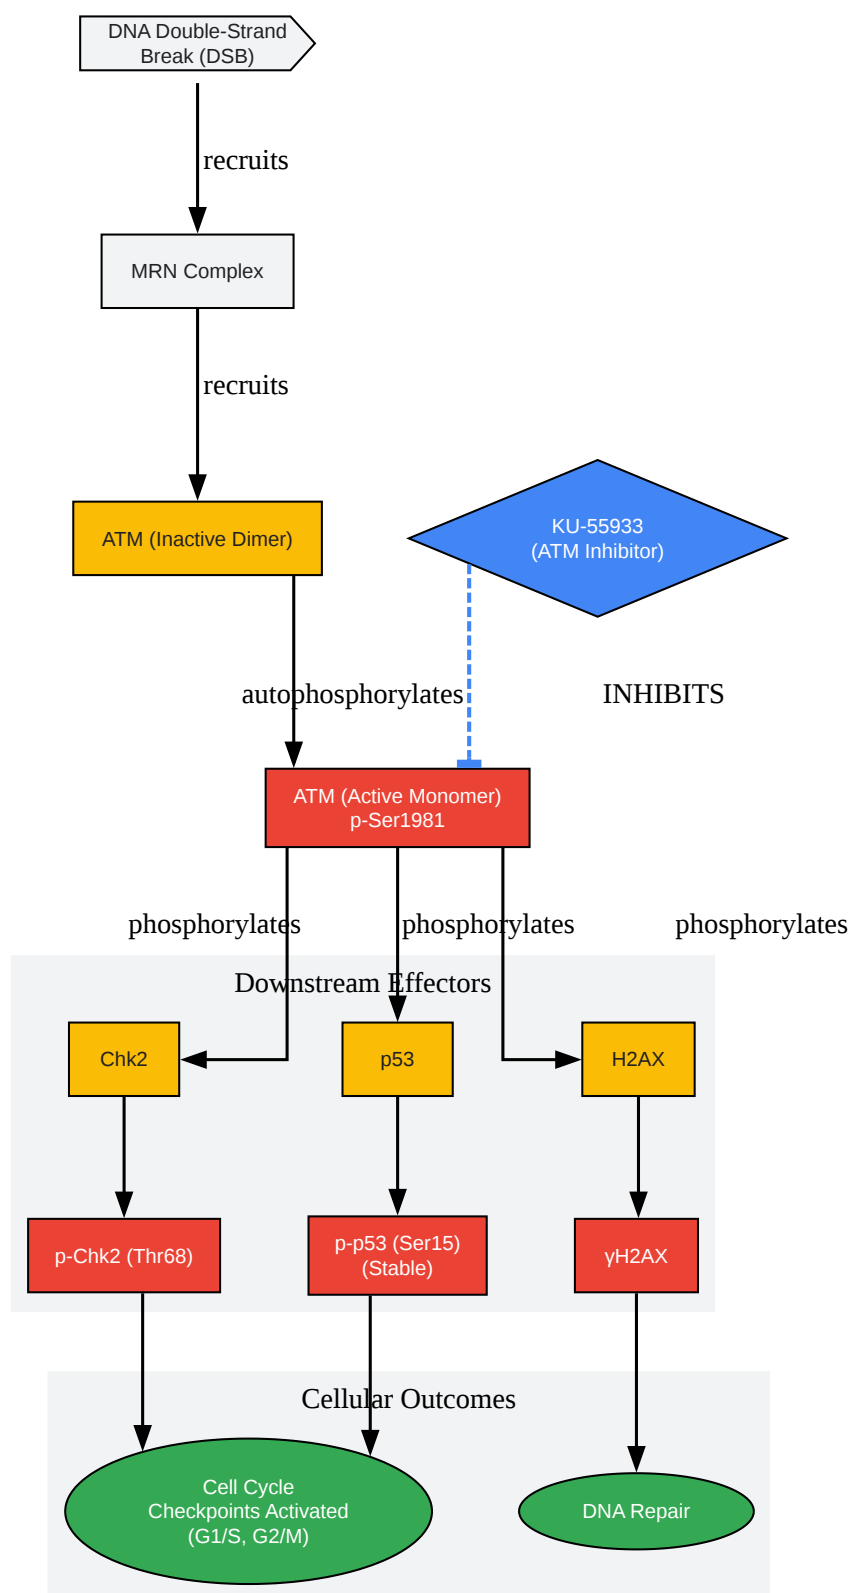 DNA Double-Strand
Break (DSB)
recruits
MRN Complex
recruits
ATM (Inactive Dimer)
KU-55933
(ATM Inhibitor)
autophosphorylates
INHIBITS
ATM (Active Monomer)
p-Ser1981
phosphorylates
phosphorylates
phosphorylates
Downstream Effectors
Chk2
p53
H2AX
p-Chk2 (Thr68)
p-p53 (Ser15)
(Stable)
γH2AX
Cellular Outcomes
Cell Cycle
Checkpoints Activated
(G1/S, G2/M)
DNA Repair